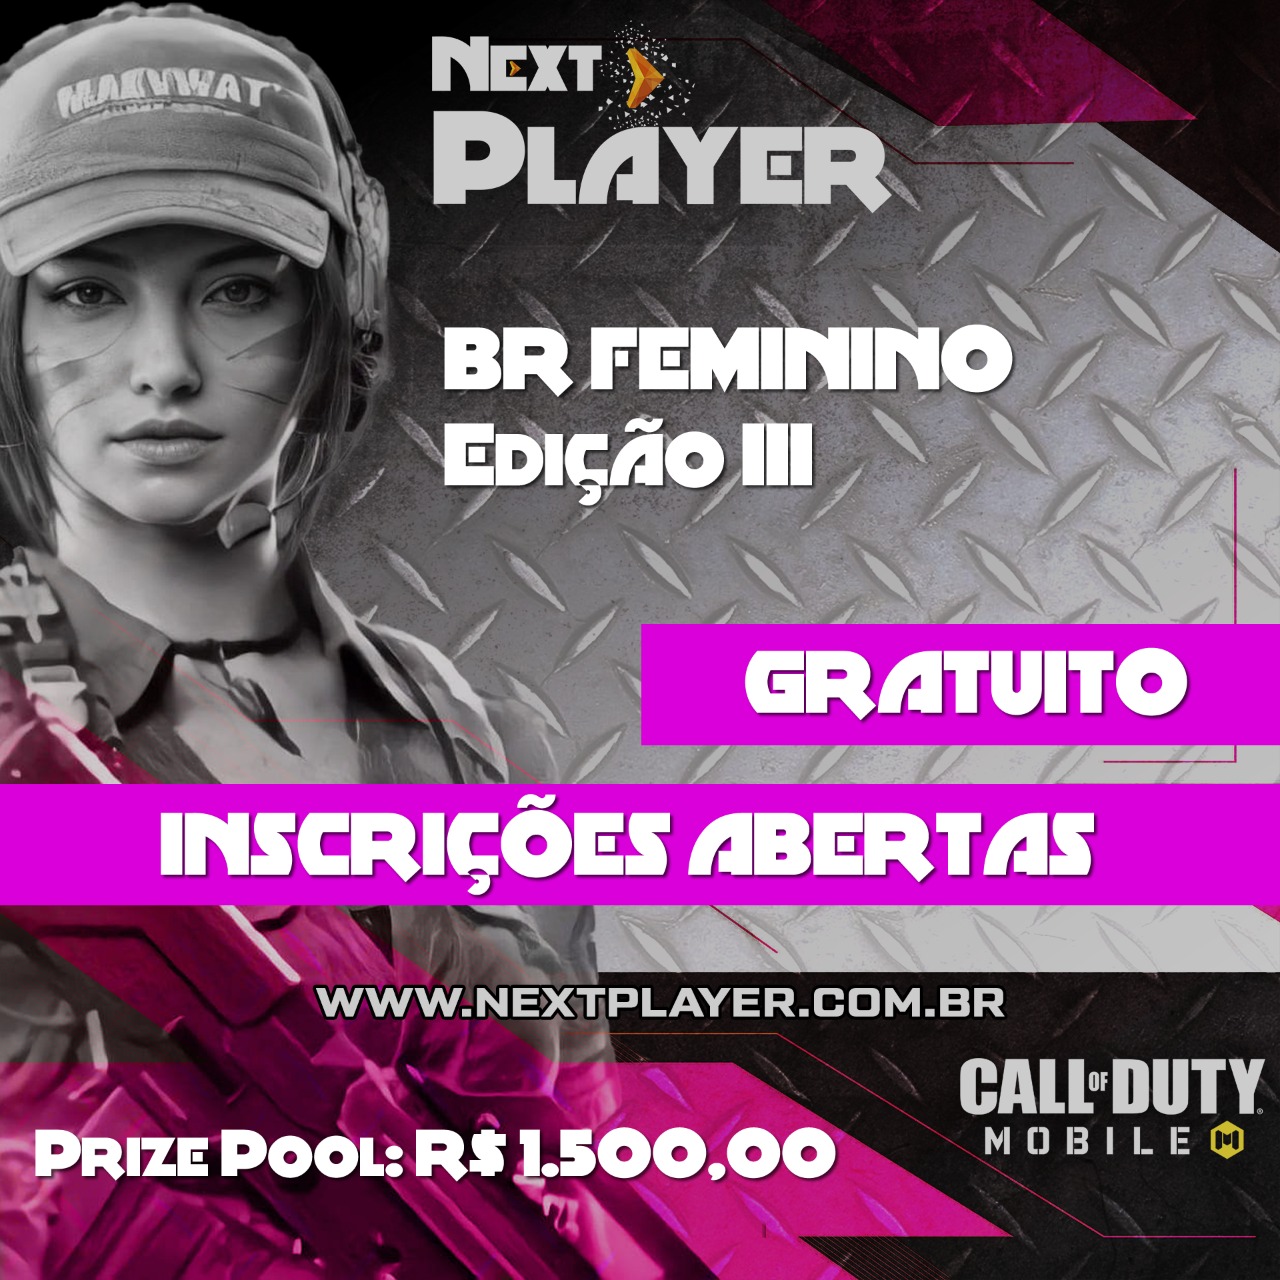 NEXT
PLAYER
BR FEMININO
EDIÇÃO III
GRATUITO
INSCRIÇÕES ABERTAS
WWW.NEXTPLAYER.COM.BR
CALL OF DUTY®
MOBILE
PRIZE POOL: R$ 1.500,00